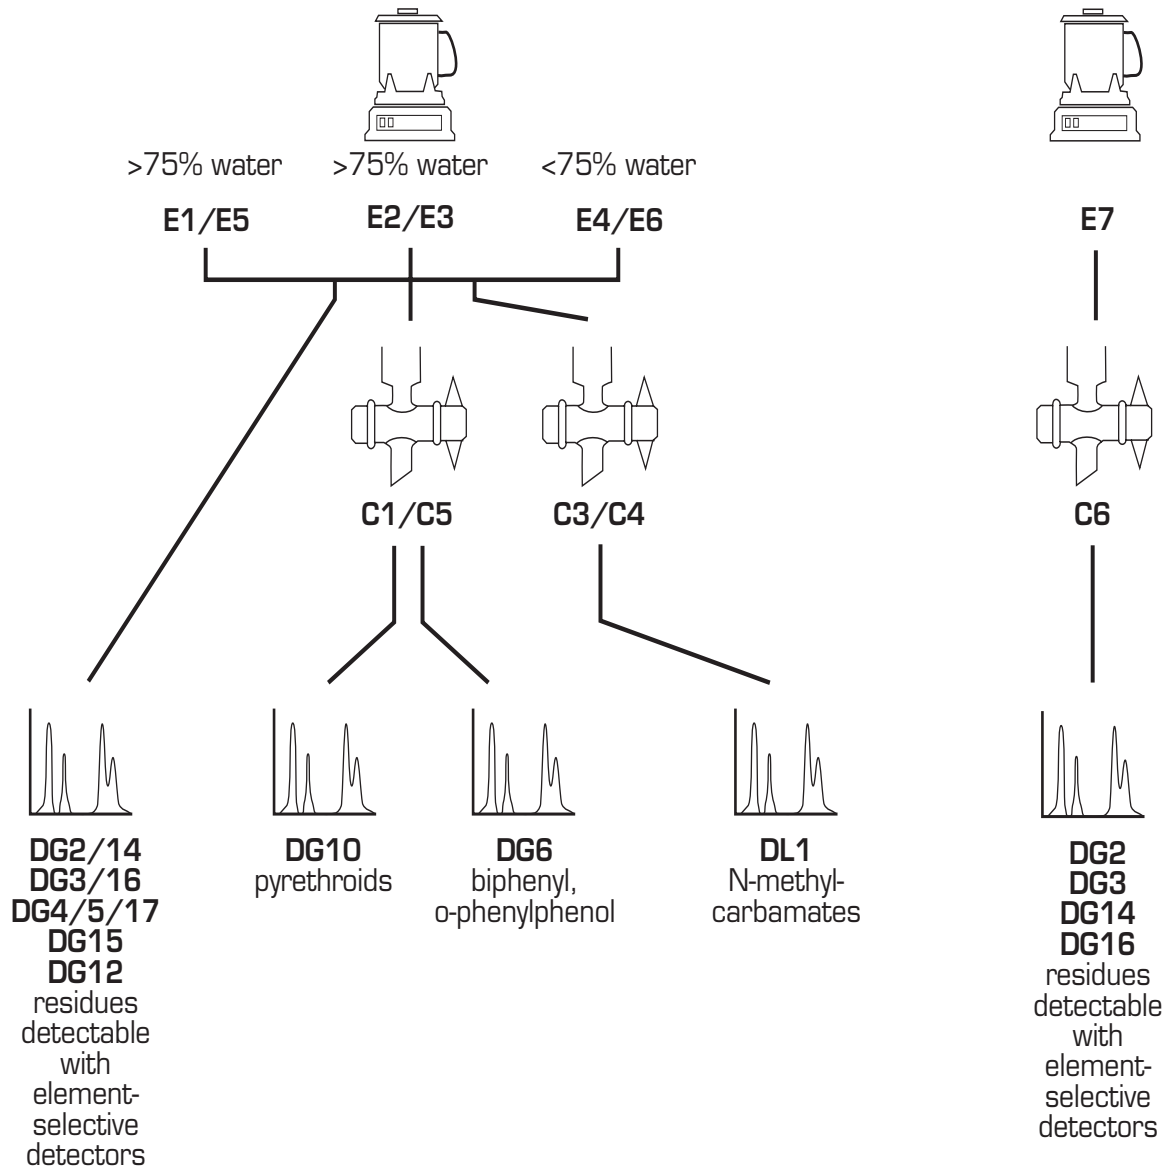 >75% water
>75% water
<75% water
E1/E5
E2/E3
E4/E6
E7
C1/C5
C3/C4
C6
DG2/14
DG3/16
DG4/5/17
DG15
DG12
residues
detectable
with
element-
selective
detectors
DG10
pyrethroids
DG6
biphenyl,
o-phenylphenol
DL1
N-methyl-
carbamates
DG2
DG3
DG14
DG16
residues
detectable
with
element-
selective
detectors